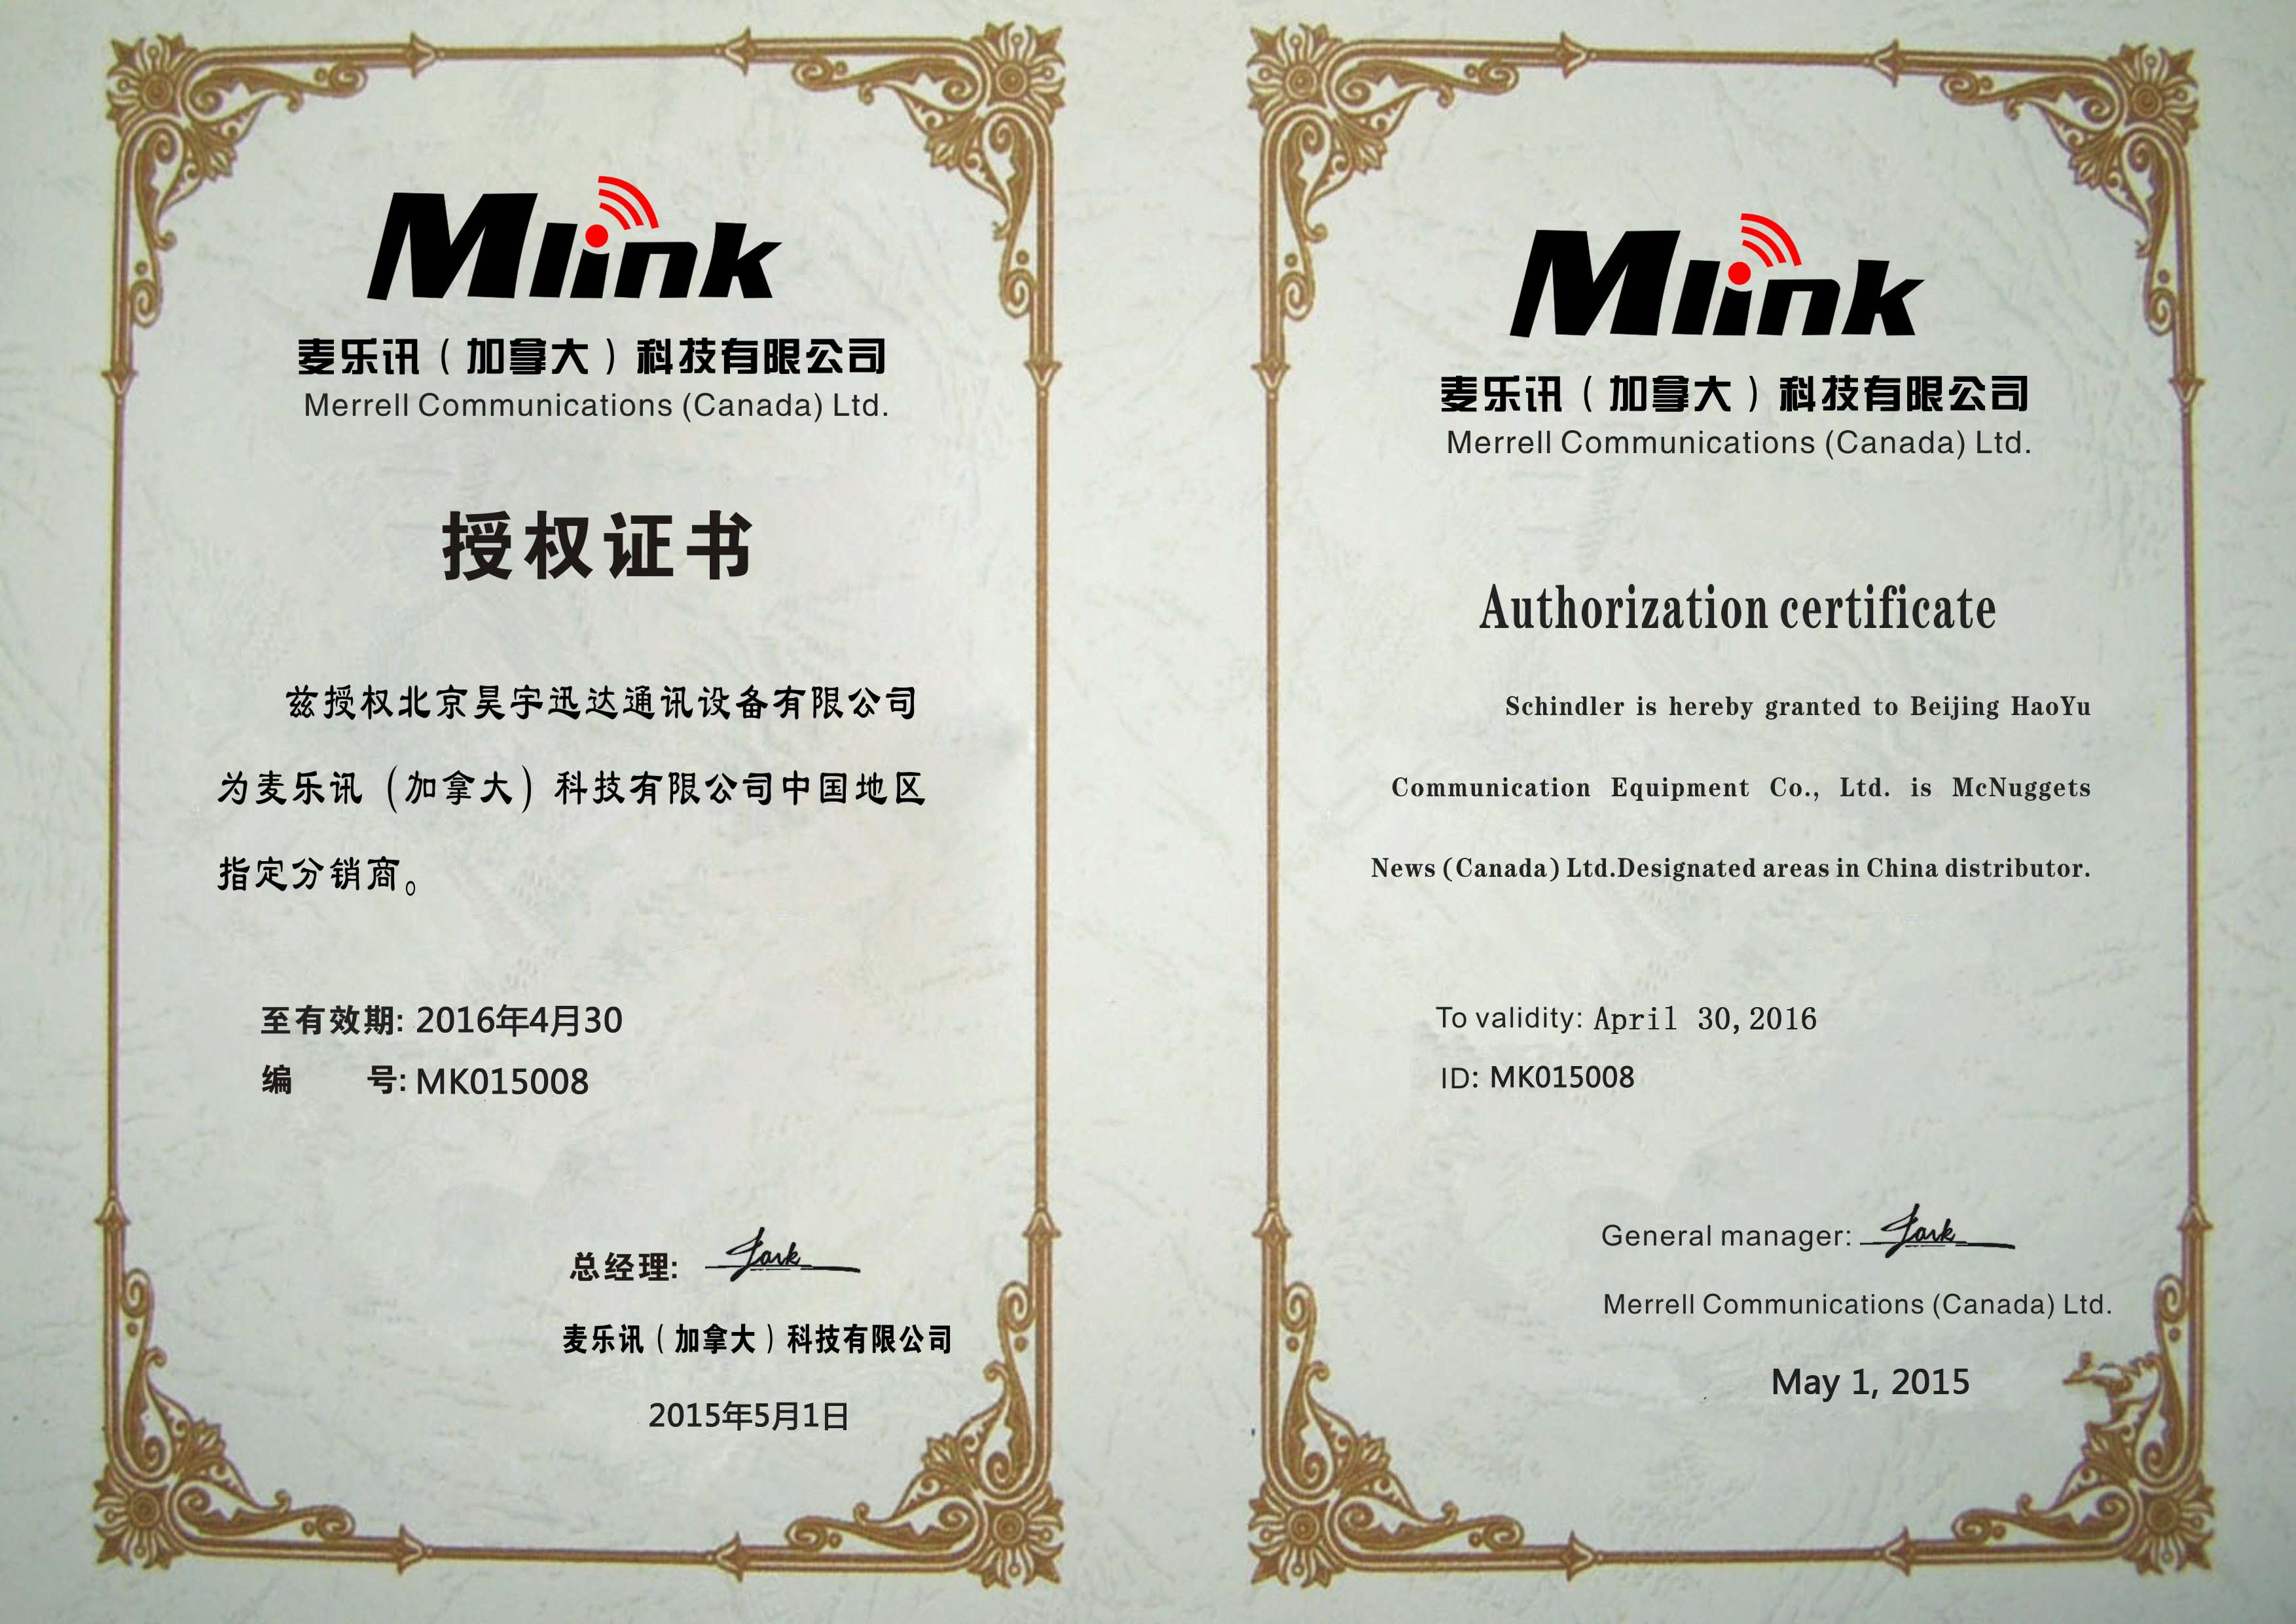 Mlink
麦乐讯（加拿大）科技有限公司
Merrell Communications (Canada) Ltd.
授权证书
兹授权北京昊宇迅达通讯设备有限公司
为麦乐讯（加拿大）科技有限公司中国地区
指定分销商。
至有效期: 2016年4月30
编 号: MK015008
总经理: Jark
麦乐讯（加拿大）科技有限公司
2015年5月1日
Mlink
麦乐讯（加拿大）科技有限公司
Merrell Communications (Canada) Ltd.
Authorization certificate
Schindler is hereby granted to Beijing HaoYu
Communication Equipment Co., Ltd. is McNuggets
News (Canada) Ltd.Designated areas in China distributor.
To validity: April 30,2016
ID: MK015008
General manager: Jark
Merrell Communications (Canada) Ltd.
May 1, 2015